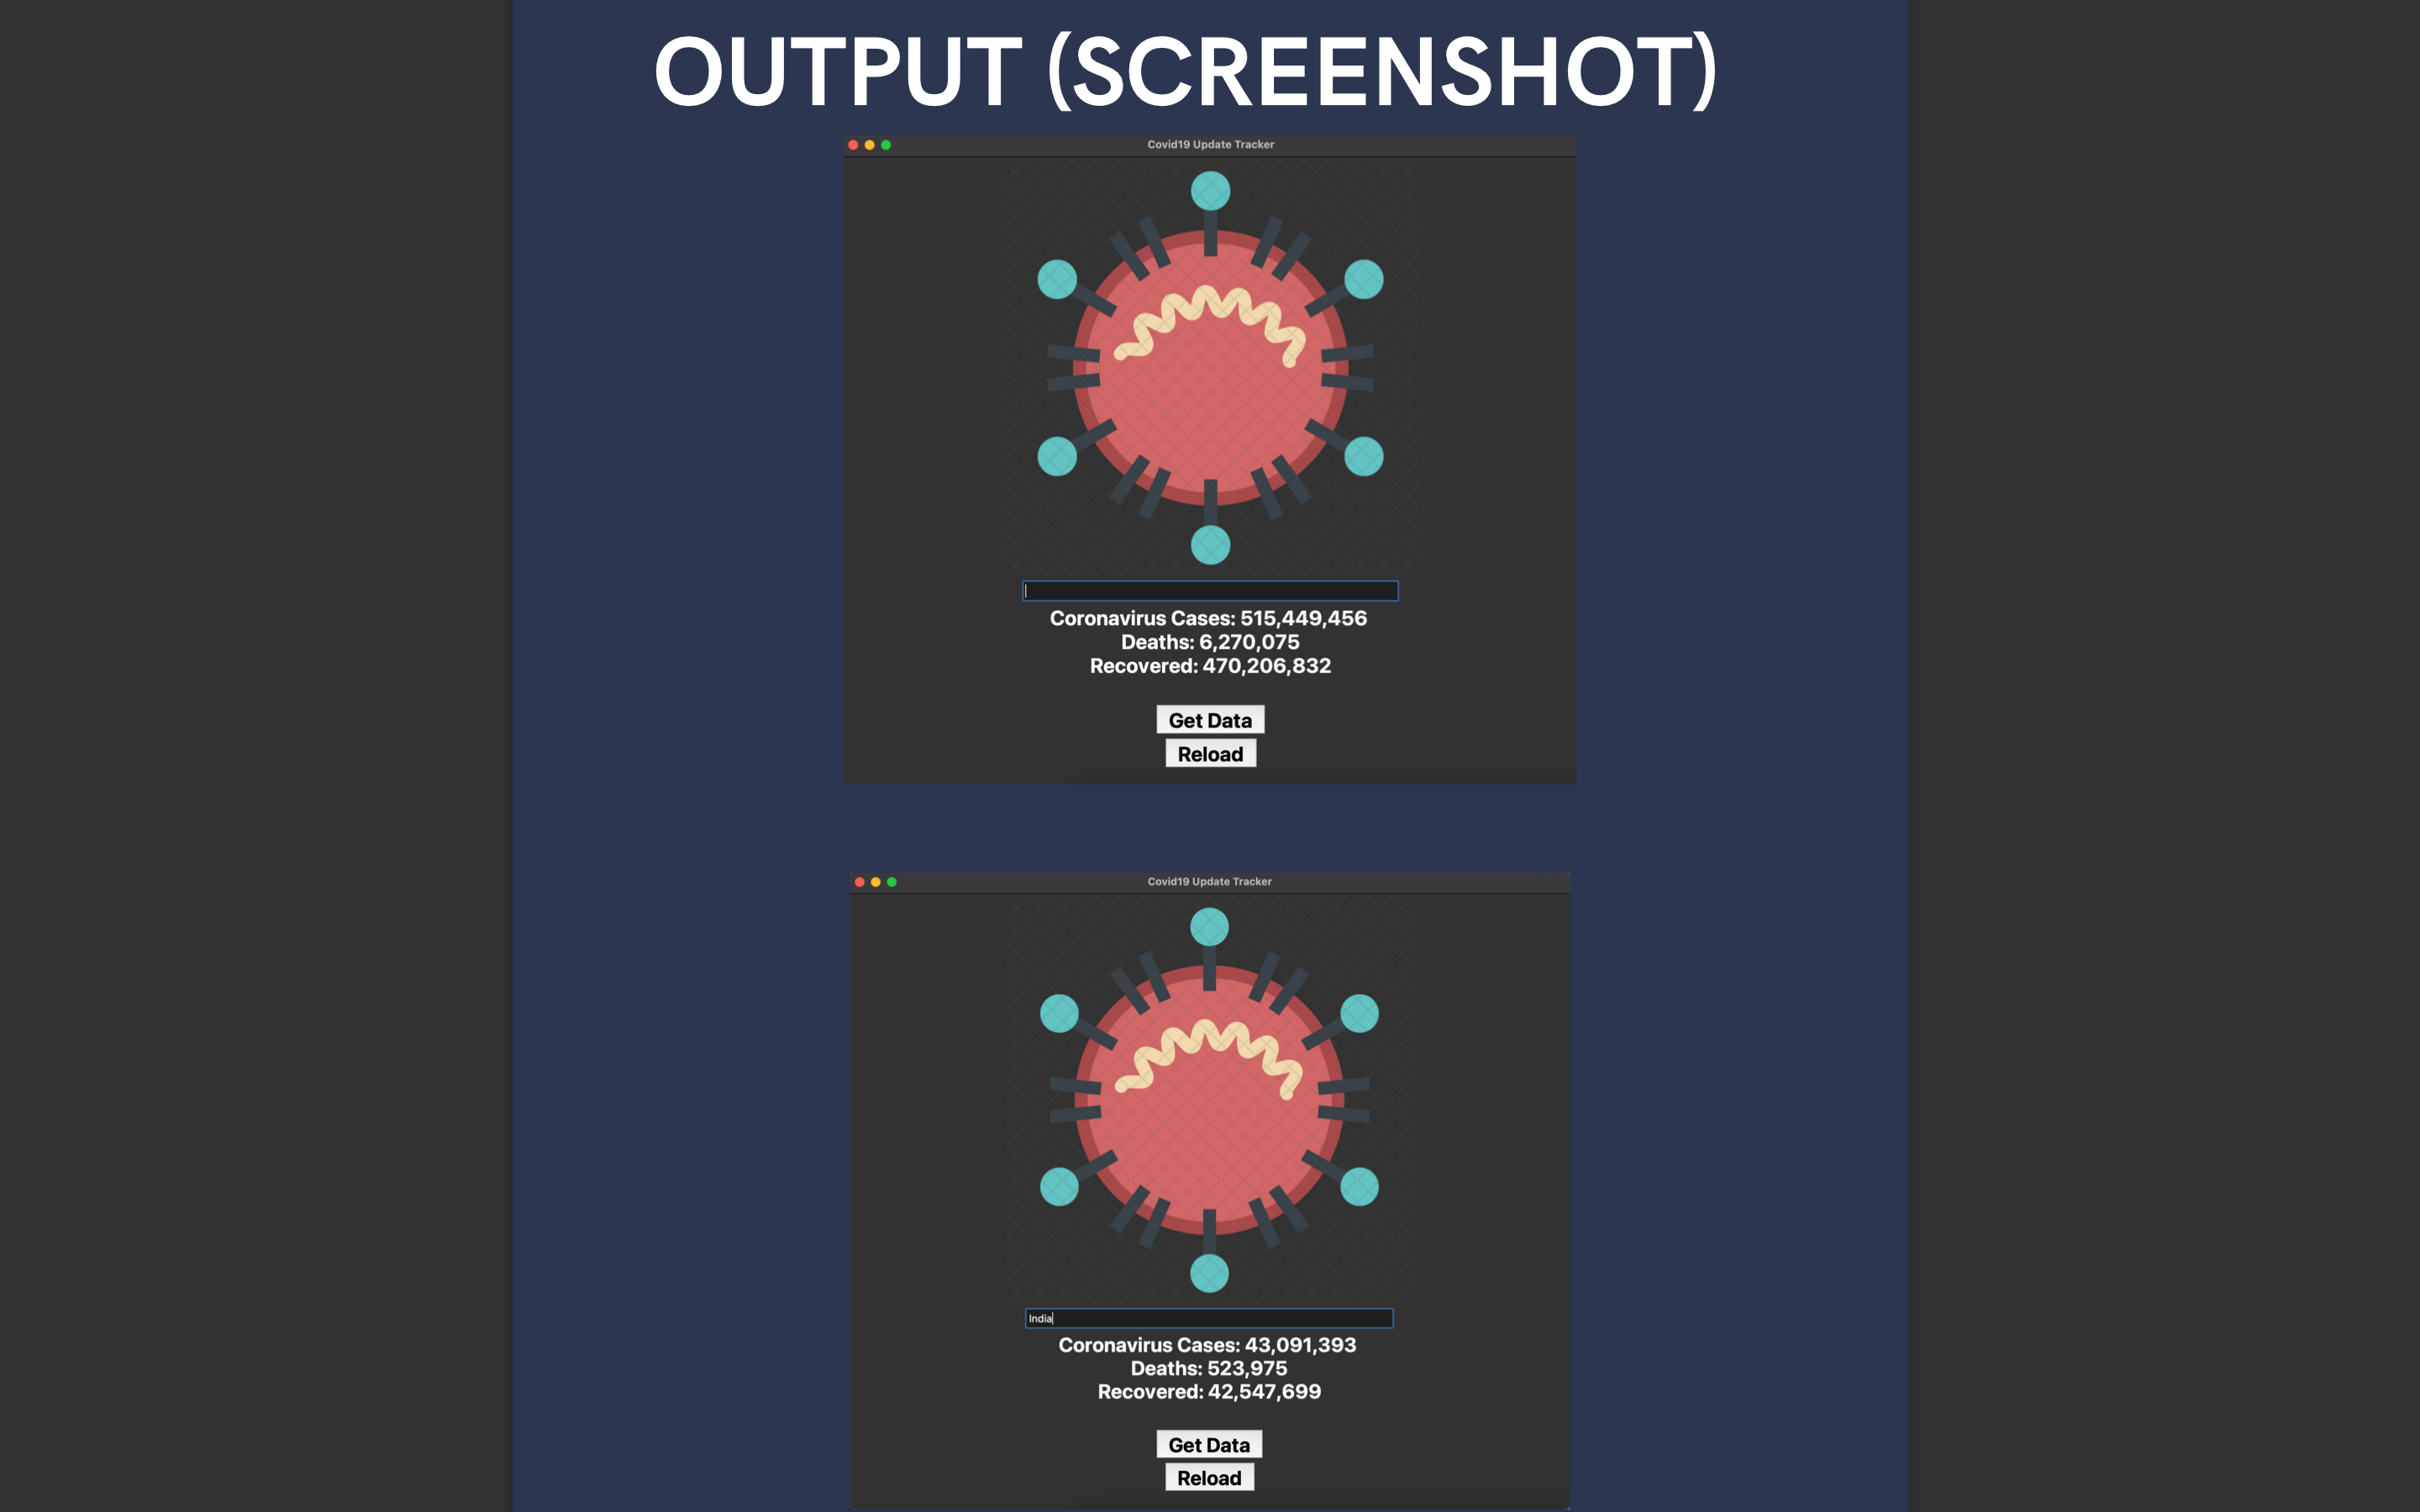 OUTPUT (SCREENSHOT)
Covid19 Update Tracker
Coronavirus Cases: 515,449,456
Deaths: 6,270,075
Recovered: 470,206,832
Get Data
Reload
Covid19 Update Tracker
India
Coronavirus Cases: 43,091,393
Deaths: 523,975
Recovered: 42,547,699
Get Data
Reload